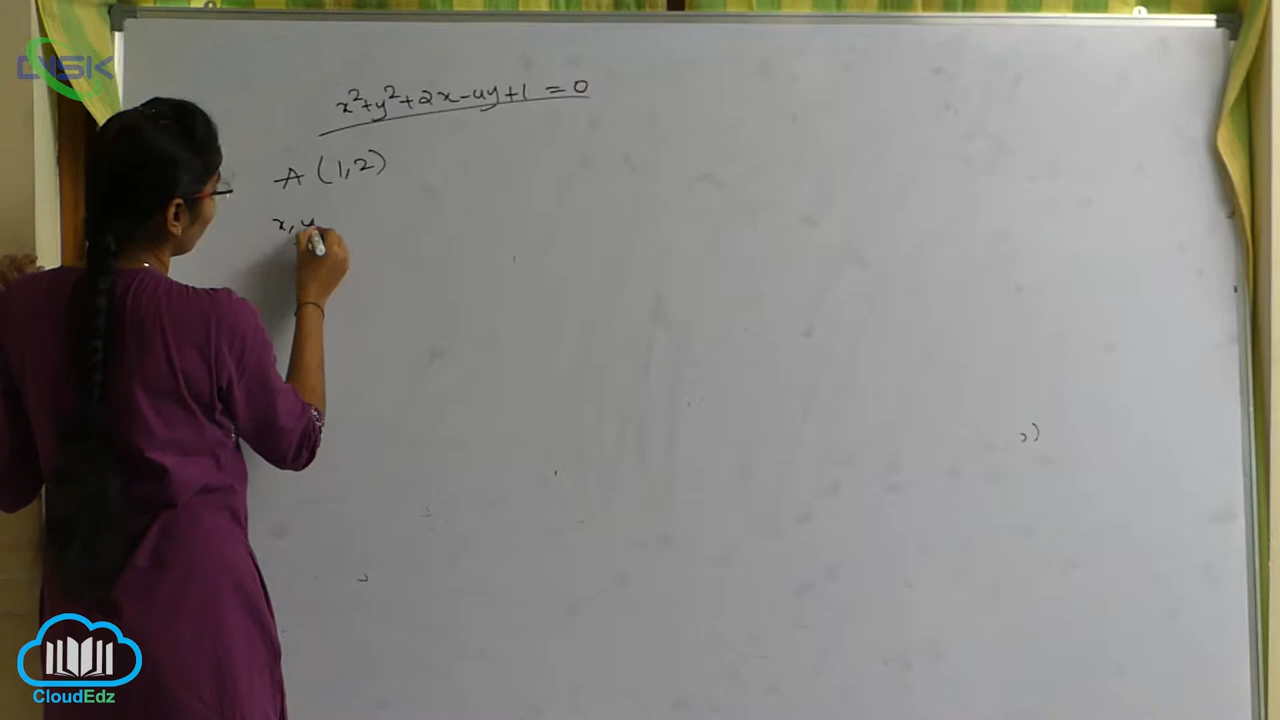 x²+y²+2x-4y+1=0
A (1,2)
x, y
CloudEdz